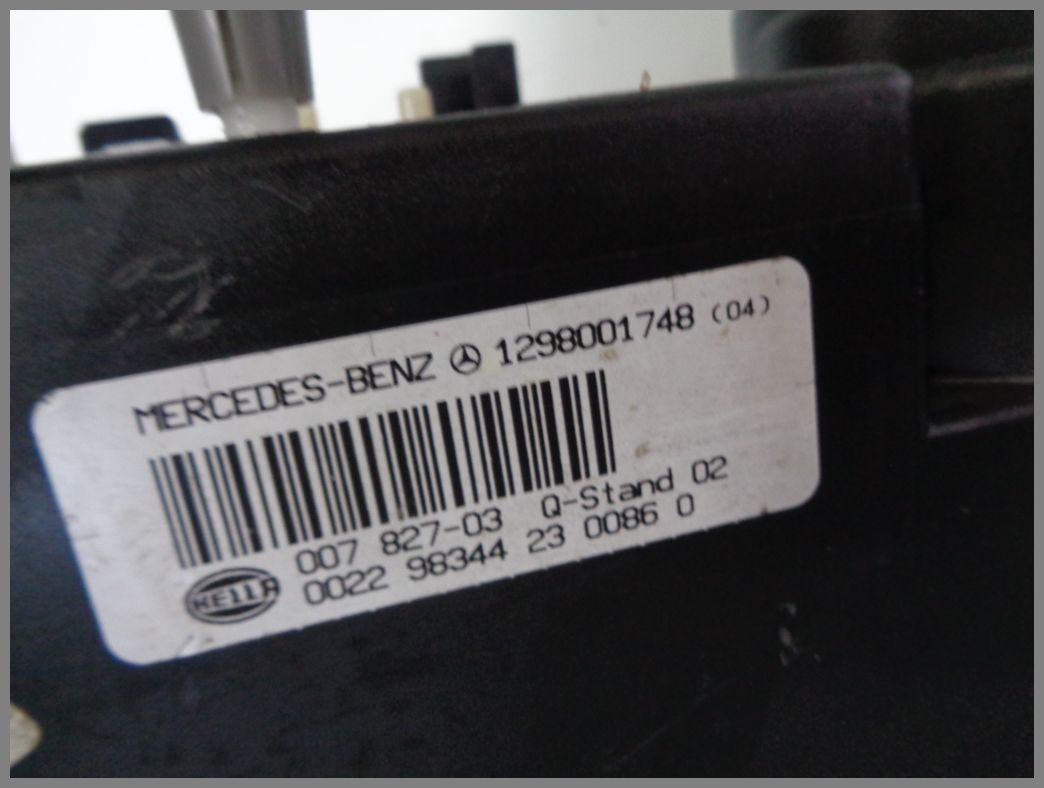 MERCEDES-BENZ 1298001748 (04)
007 827-03 Q-Stand 02
HELLA 0022 98344 23 0086 0